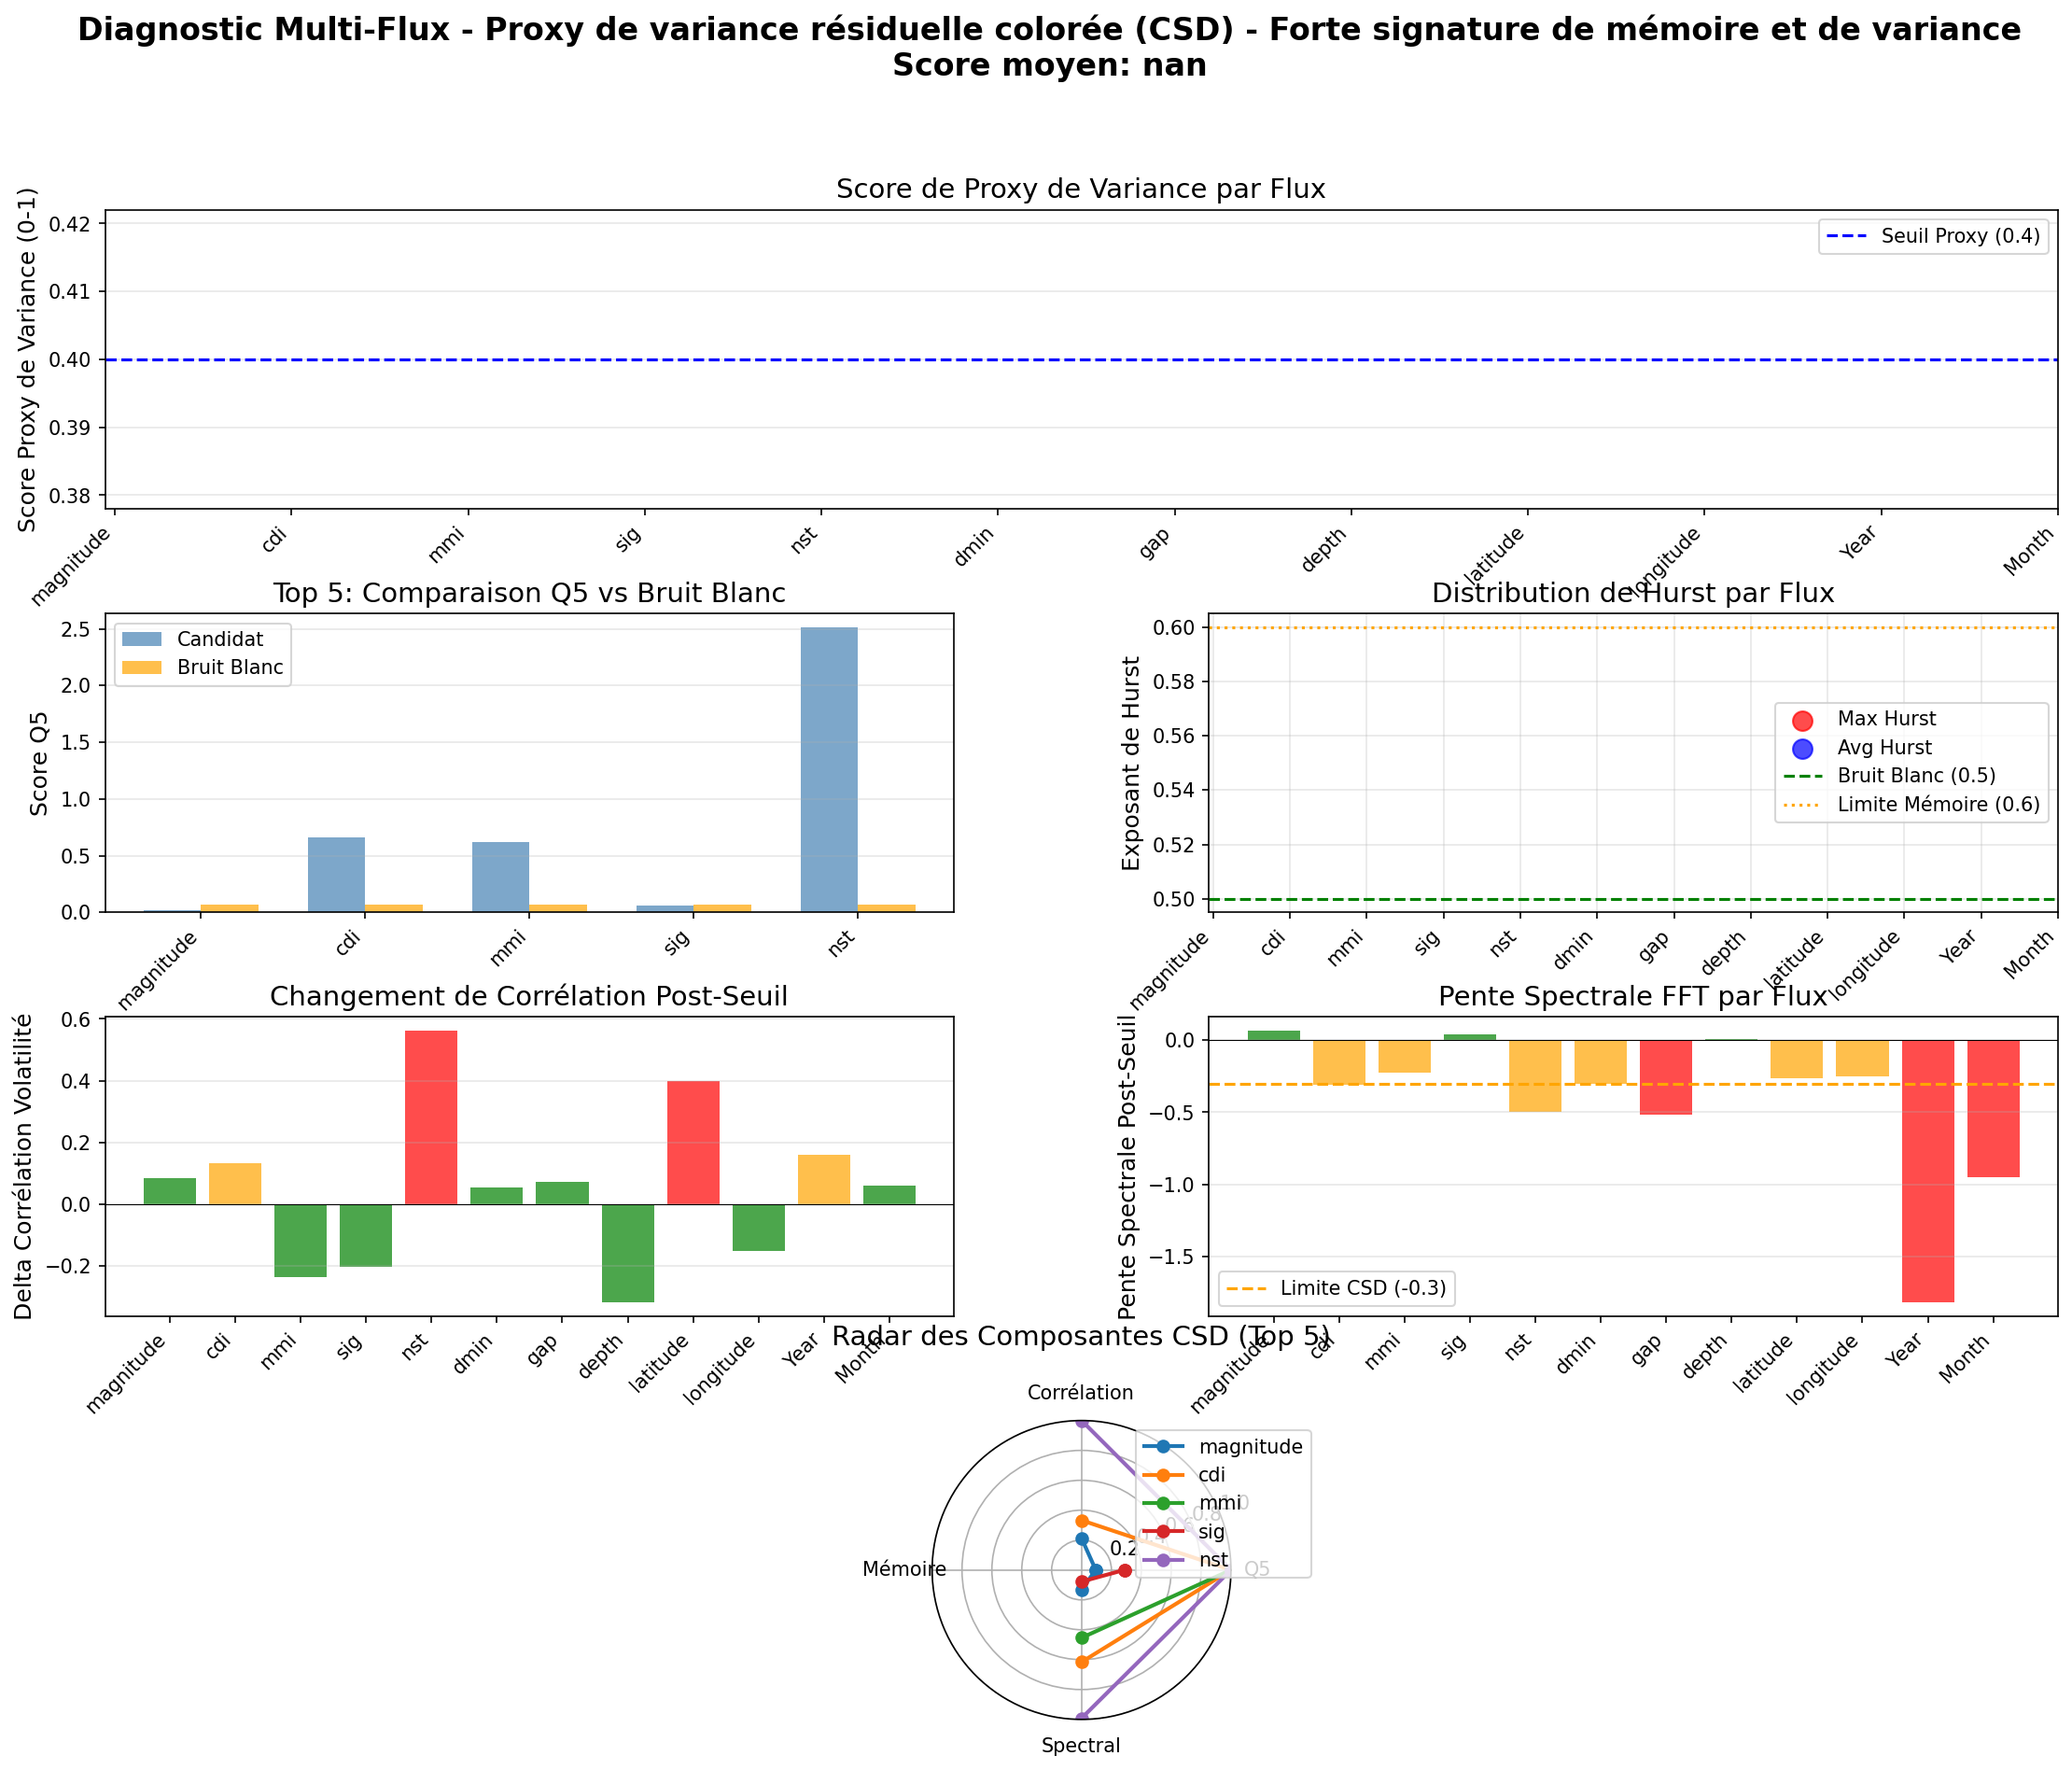 Diagnostic Multi-Flux - Proxy de variance résiduelle colorée (CSD) - Forte signature de mémoire et de variance
Score moyen: nan
Score de Proxy de Variance par Flux
Score Proxy de Variance (0-1)
0.42
0.41
0.40
0.39
0.38
Seuil Proxy (0.4)
magnitude
cdi
mmi
sig
nst
dmin
gap
depth
latitude
longitude
Year
Month
Top 5: Comparaison Q5 vs Bruit Blanc
Score Q5
2.5
2.0
1.5
1.0
0.5
0.0
Candidat
Bruit Blanc
magnitude
cdi
mmi
sig
nst
Distribution de Hurst par Flux
Exposant de Hurst
0.60
0.58
0.56
0.54
0.52
0.50
Max Hurst
Avg Hurst
Bruit Blanc (0.5)
Limite Mémoire (0.6)
magnitude
cdi
mmi
sig
nst
dmin
gap
depth
latitude
longitude
Year
Month
Changement de Corrélation Post-Seuil
Delta Corrélation Volatilité
0.6
0.4
0.2
0.0
−0.2
magnitude
cdi
mmi
sig
nst
dmin
gap
depth
latitude
longitude
Year
Month
Pente Spectrale FFT par Flux
Pente Spectrale Post-Seuil
0.0
−0.5
−1.0
−1.5
Limite CSD (-0.3)
magnitude
cdi
mmi
sig
nst
dmin
gap
depth
latitude
longitude
Year
Month
Radar des Composantes CSD (Top 5)
Corrélation
Mémoire
Q5
Spectral
0.2
0.6
0.8
1.0
magnitude
cdi
mmi
sig
nst